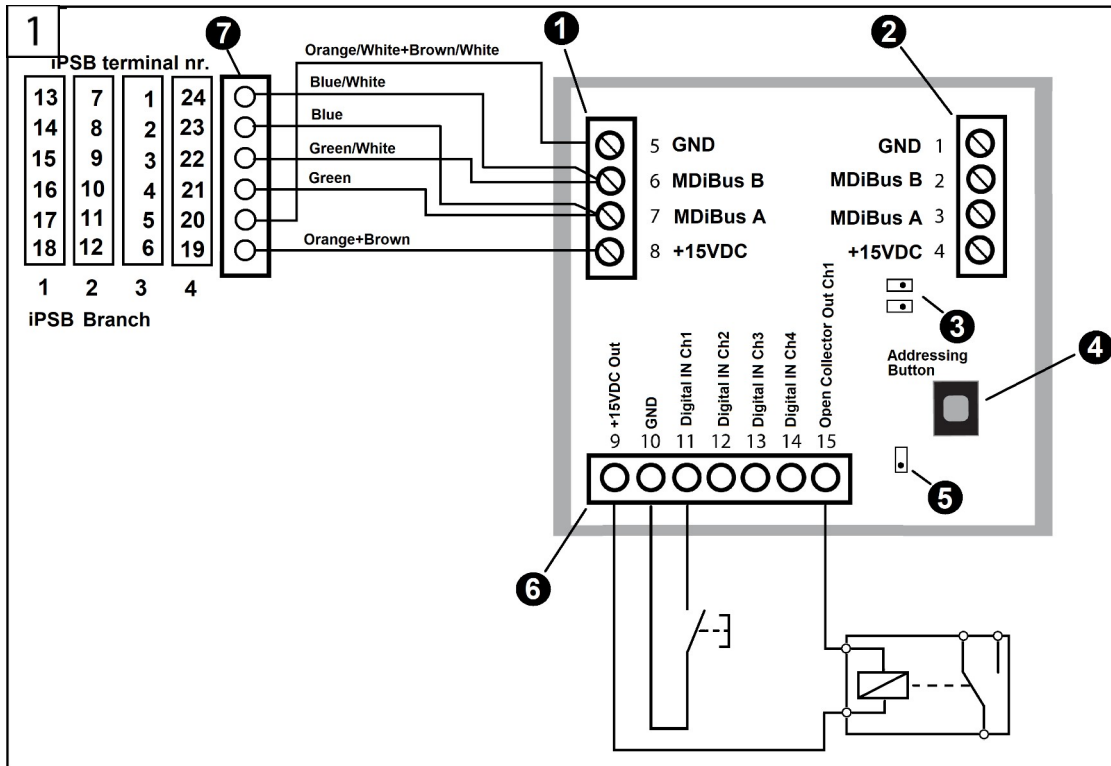 1
iPSB terminal nr.
7
13 7 1 24
14 8 2 23
15 9 3 22
16 10 4 21
17 11 5 20
18 12 6 19
1 2 3 4
iPSB Branch
Orange/White+Brown/White
Blue/White
Blue
Green/White
Green
Orange+Brown
1
5 GND
6 MDiBus B
7 MDiBus A
8 +15VDC
2
GND 1
MDiBus B 2
MDiBus A 3
+15VDC 4
3
Addressing
Button
4
5
+15VDC Out
GND
Digital IN Ch1
Digital IN Ch2
Digital IN Ch3
Digital IN Ch4
Open Collector Out Ch1
9 10 11 12 13 14 15
6